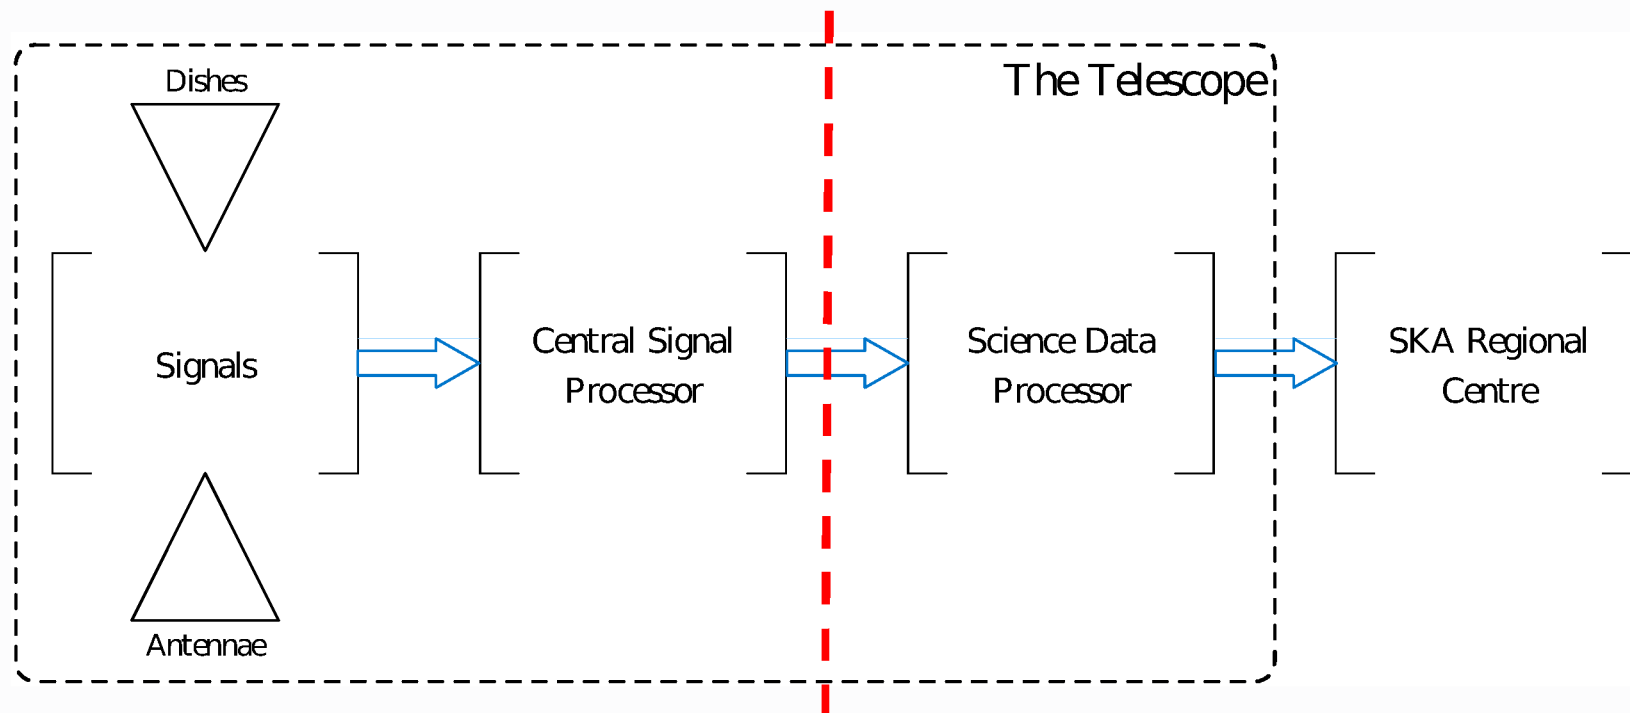 The Telescope
Dishes
Signals
Antennae
Central Signal
Processor
Science Data
Processor
SKA Regional
Centre